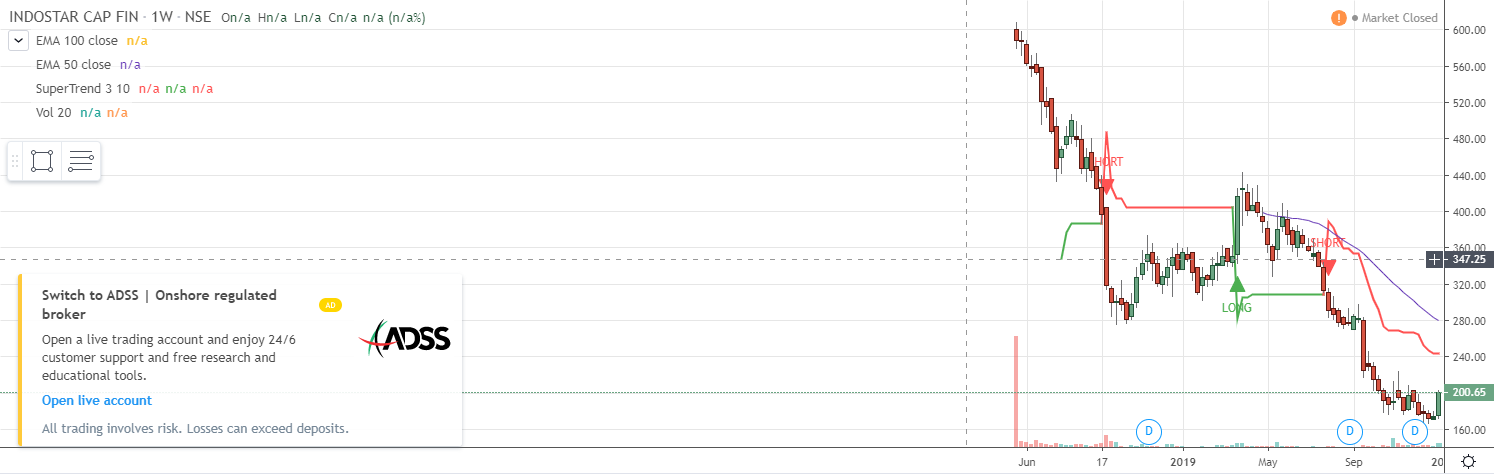 INDOSTAR CAP FIN · 1W · NSE On/a Hn/a Ln/a Cn/a n/a (n/a%)
! Market Closed
EMA 100 close n/a
EMA 50 close n/a
SuperTrend 3 10 n/a n/a n/a
Vol 20 n/a n/a
600.00
560.00
520.00
480.00
440.00
400.00
360.00
347.25
320.00
280.00
240.00
200.65
160.00
HORT
LONG
SHORT
Switch to ADSS | Onshore regulated
broker
AD
Open a live trading account and enjoy 24/6
customer support and free research and
educational tools.
Open live account
All trading involves risk. Losses can exceed deposits.
ADSS
D D D
Jun 17 2019 May Sep 20